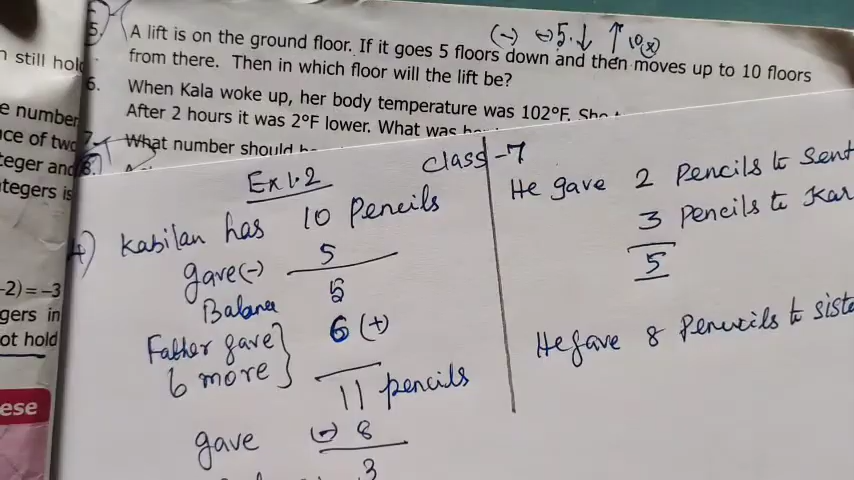 5.
A lift is on the ground floor. If it goes 5 floors down and then moves up to 10 floors
from there. Then in which floor will the lift be?
(-) (-)5.↓ ↑ 10
6.
When Kala woke up, her body temperature was 102°F. She
After 2 hours it was 2°F lower. What was
7.
What number should
8.
n still hold
e number
ce of two
teger and
tegers is
-2) = -3
gers in
ot hold
ese
Ex 1.2
Class-7
4) Kabilan has 10 Pencils
gave(-) 5
Balance 5
Father gave 6 (+)
6 more
11 pencils
gave (-) 8
3
He gave 2 Pencils to Sent
3 Pencils to Kar
5
He gave 8 Pencils to siste